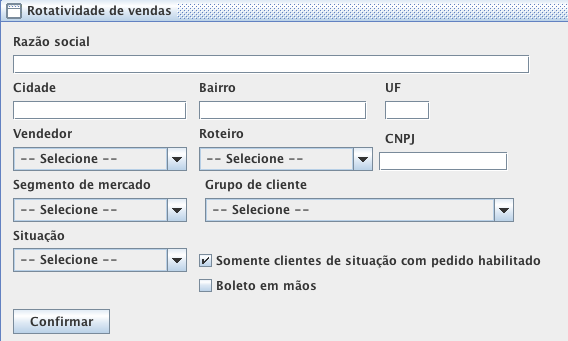 Rotatividade de vendas
Razão social
Cidade Bairro UF
Vendedor Roteiro CNPJ
-- Selecione -- -- Selecione --
Segmento de mercado Grupo de cliente
-- Selecione -- -- Selecione --
Situação
-- Selecione -- Somente clientes de situação com pedido habilitado
Boleto em mãos
Confirmar